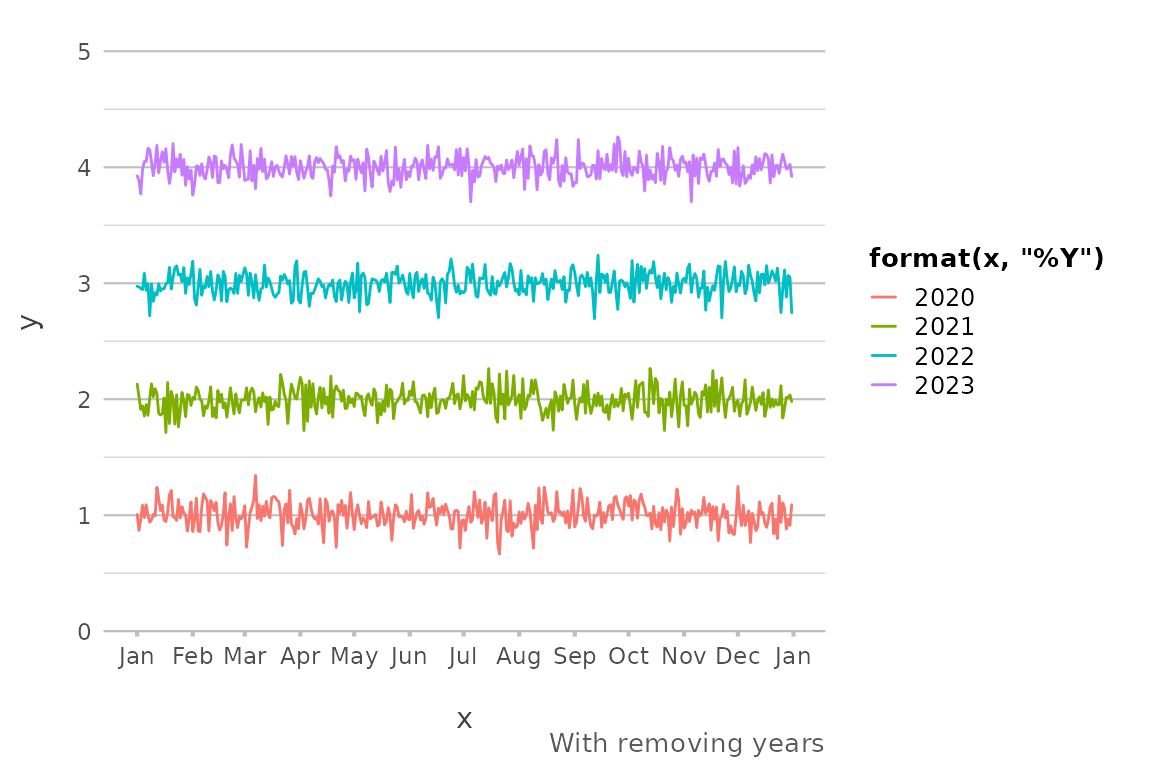 5
4
3
2
1
0
y
Jan Feb Mar Apr May Jun Jul Aug Sep Oct Nov Dec Jan
x
With removing years
format(x, "%Y")
2020
2021
2022
2023